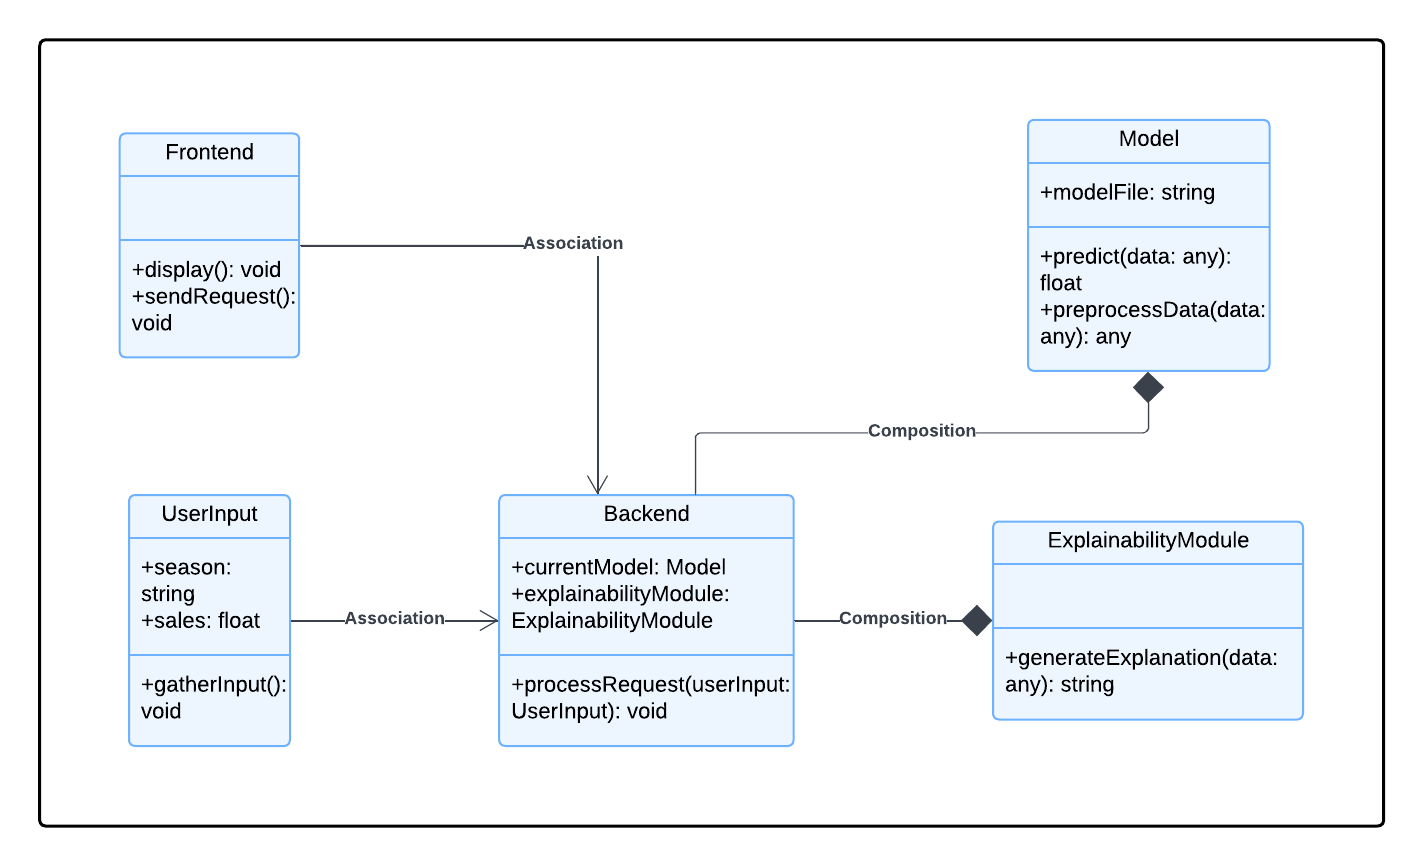 Frontend
+display(): void
+sendRequest():
void
Association
Model
+modelFile: string
+predict(data: any):
float
+preprocessData(data:
any): any
Composition
UserInput
+season:
string
+sales: float
+gatherInput():
void
Association
Backend
+currentModel: Model
+explainabilityModule:
ExplainabilityModule
+processRequest(userInput:
UserInput): void
Composition
ExplainabilityModule
+generateExplanation(data:
any): string